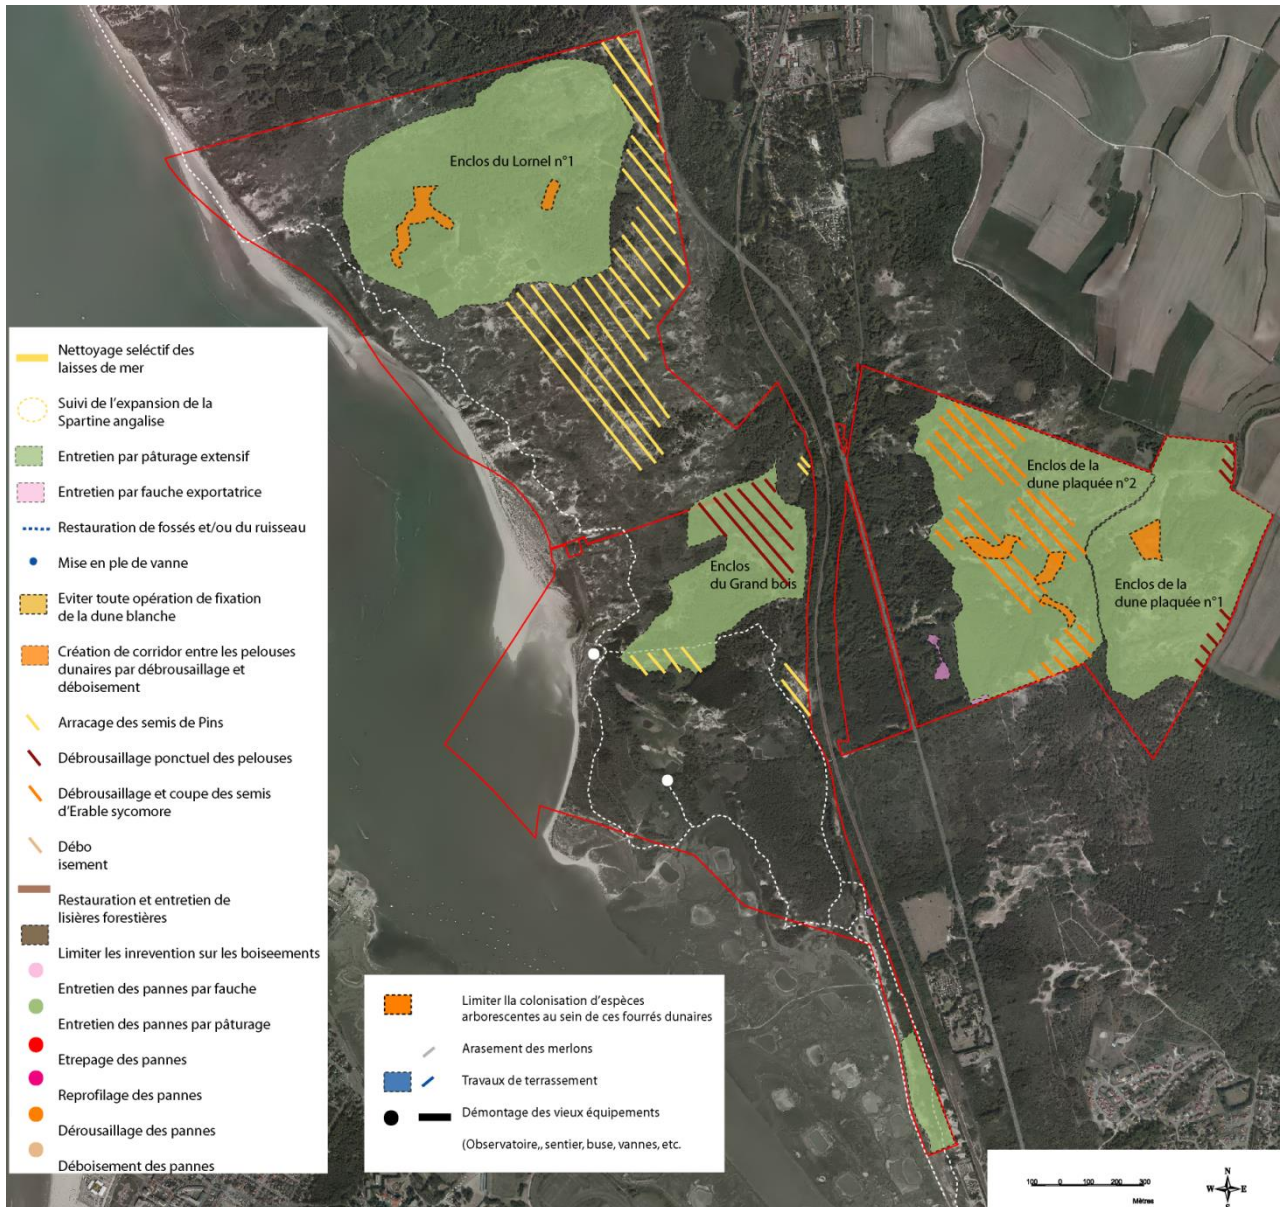 Enclos du Lornel n°1
Enclos de la
dune plaquée n°2
Enclos
du Grand bois
Enclos de la
dune plaquée n°1
Nettoyage seléctif des
laisses de mer
Suivi de l'expansion de la
Spartine angalise
Entretien par pâturage extensif
Entretien par fauche exportatrice
Restauration de fossés et/ou du ruisseau
Mise en ple de vanne
Eviter toute opération de fixation
de la dune blanche
Création de corridor entre les pelouses
dunaires par débrousaillage et
déboisement
Arracage des semis de Pins
Débrousaillage ponctuel des pelouses
Débrousaillage et coupe des semis
d'Erable sycomore
Débo
isement
Restauration et entretien de
lisières forestières
Limiter les inrevention sur les boiseements
Entretien des pannes par fauche
Entretien des pannes par pâturage
Etrepage des pannes
Reprofilage des pannes
Dérousaillage des pannes
Déboisement des pannes
Limiter lla colonisation d'espèces
arborescentes au sein de ces fourrés dunaires
Arasement des merlons
Travaux de terrassement
Démontage des vieux équipements
(Observatoire,, sentier, buse, vannes, etc.
100 0 100 200 300
Mètres
N
W E
S